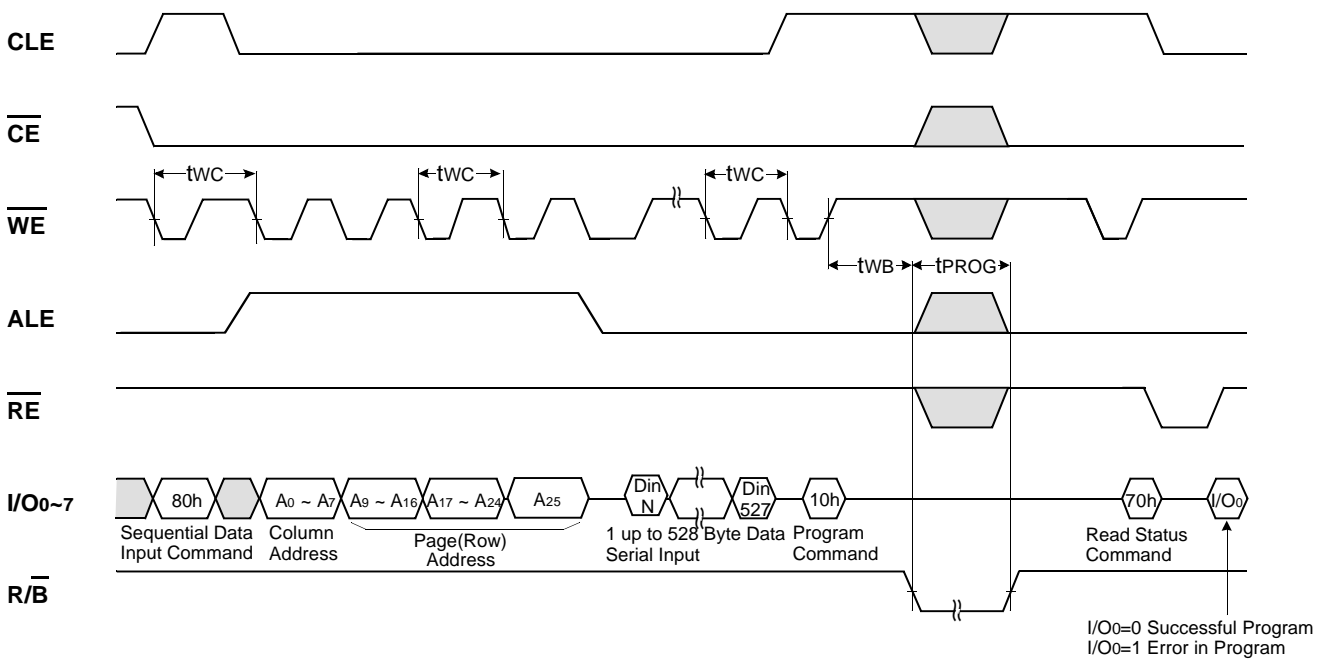 CLE
CE
tWC
tWC
tWC
WE
tWB
tPROG
ALE
RE
I/O0~7
80h
A0 ~ A7
A9 ~ A16
A17 ~ A24
A25
Din N
Din 527
10h
70h
I/O0
Sequential Data
Input Command
Column
Address
Page(Row)
Address
1 up to 528 Byte Data
Serial Input
Program
Command
Read Status
Command
R/B
I/O0=0 Successful Program
I/O0=1 Error in Program